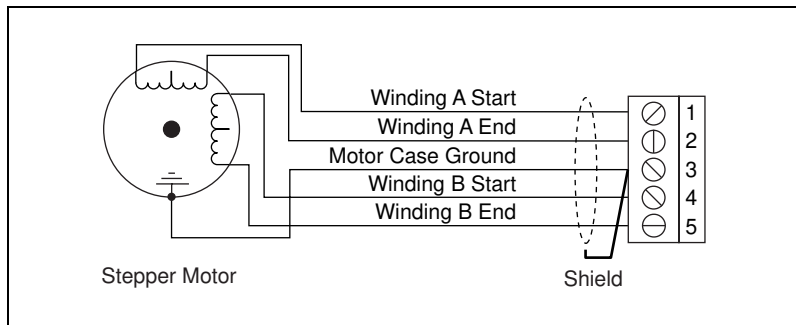 Winding A Start
1
Winding A End
2
Motor Case Ground
3
Winding B Start
4
Winding B End
5
Stepper Motor
Shield